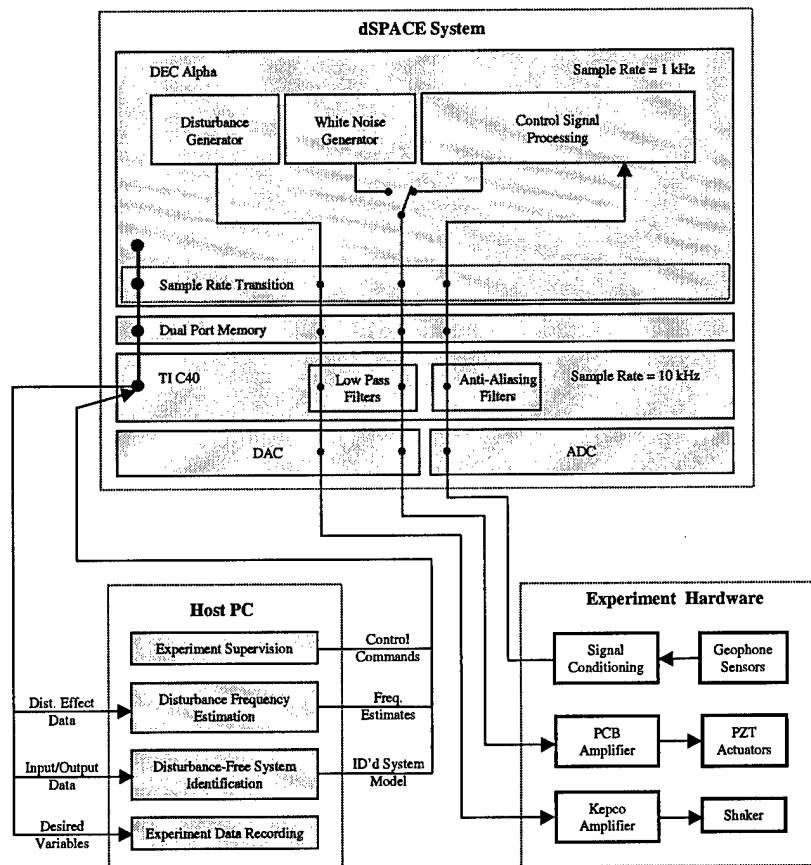 dSPACE System
DEC Alpha
Sample Rate = 1 kHz
Disturbance
Generator
White Noise
Generator
Control Signal
Processing
Sample Rate Transition
Dual Port Memory
TI C40
Low Pass
Filters
Anti-Aliasing
Filters
Sample Rate = 10 kHz
DAC
ADC
Host PC
Experiment Supervision
Control
Commands
Dist. Effect
Data
Disturbance Frequency
Estimation
Freq.
Estimates
Input/Output
Data
Disturbance-Free System
Identification
ID'd System
Model
Desired
Variables
Experiment Data Recording
Experiment Hardware
Signal
Conditioning
Geophone
Sensors
PCB
Amplifier
PZT
Actuators
Kepco
Amplifier
Shaker